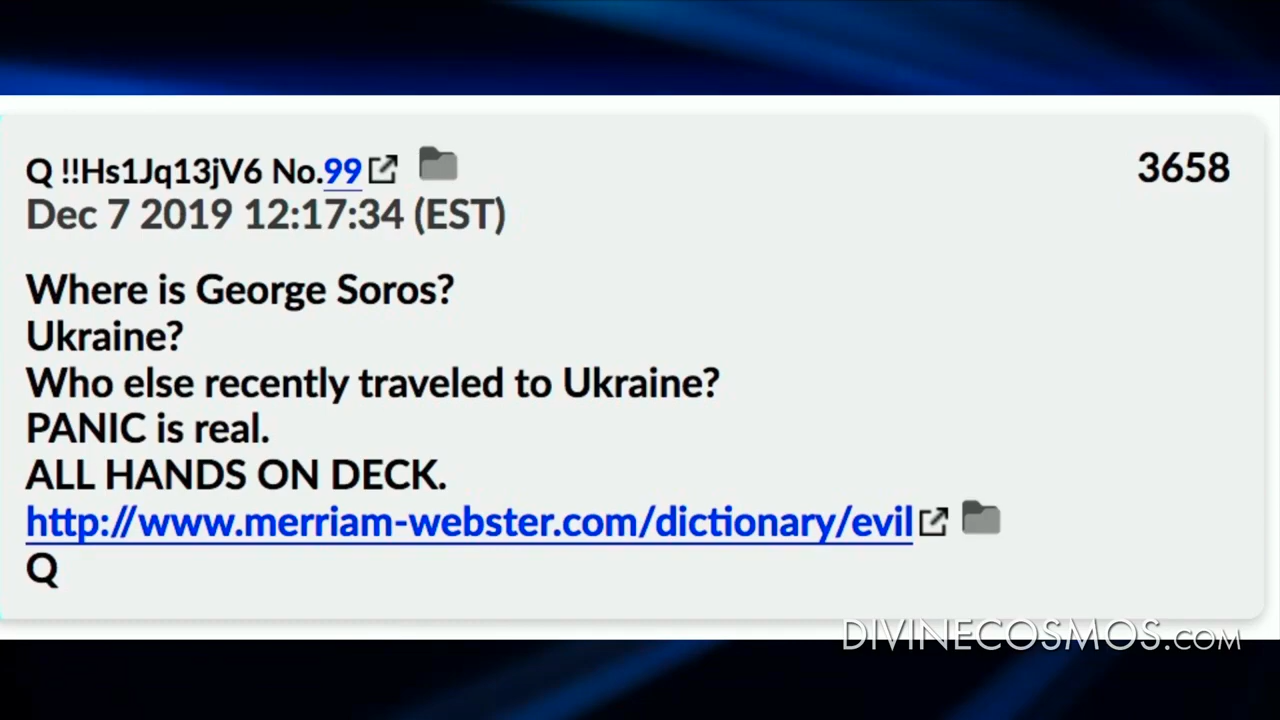 Q !!Hs1Jq13jV6 No.99
3658
Dec 7 2019 12:17:34 (EST)
Where is George Soros?
Ukraine?
Who else recently traveled to Ukraine?
PANIC is real.
ALL HANDS ON DECK.
http://www.merriam-webster.com/dictionary/evil
Q
DIVINECOSMOS.COM